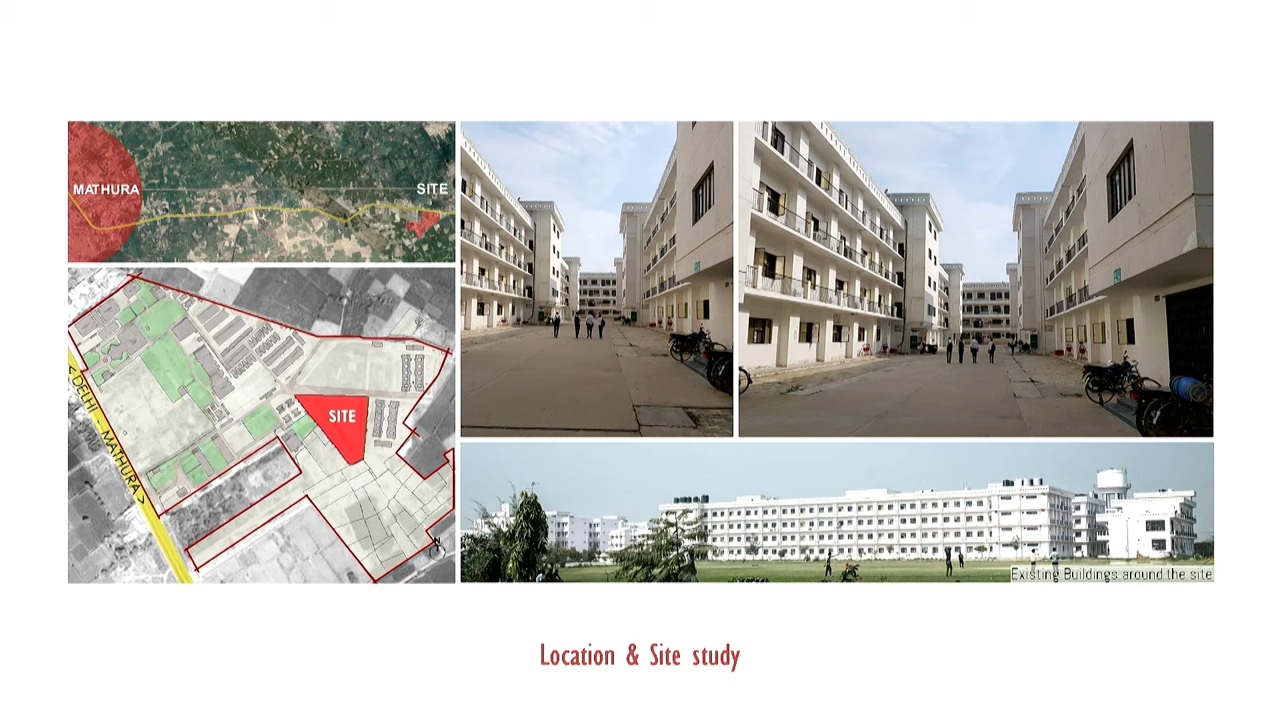 MATHURA
SITE
SITE
< DELHI - MATHURA >
N
Existing Buildings around the site
Location & Site study